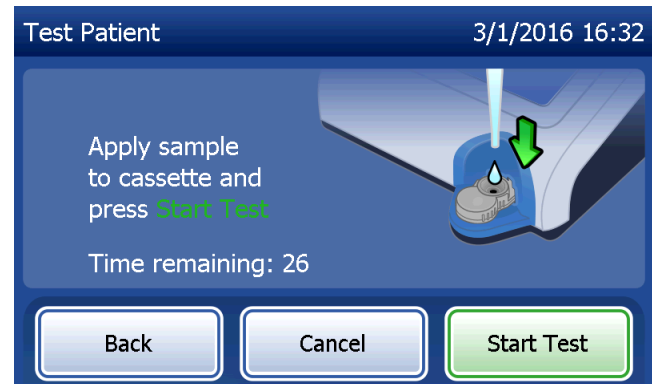 Test Patient 3/1/2016 16:32
Apply sample
to cassette and
press Start Test
Time remaining: 26
Back Cancel Start Test